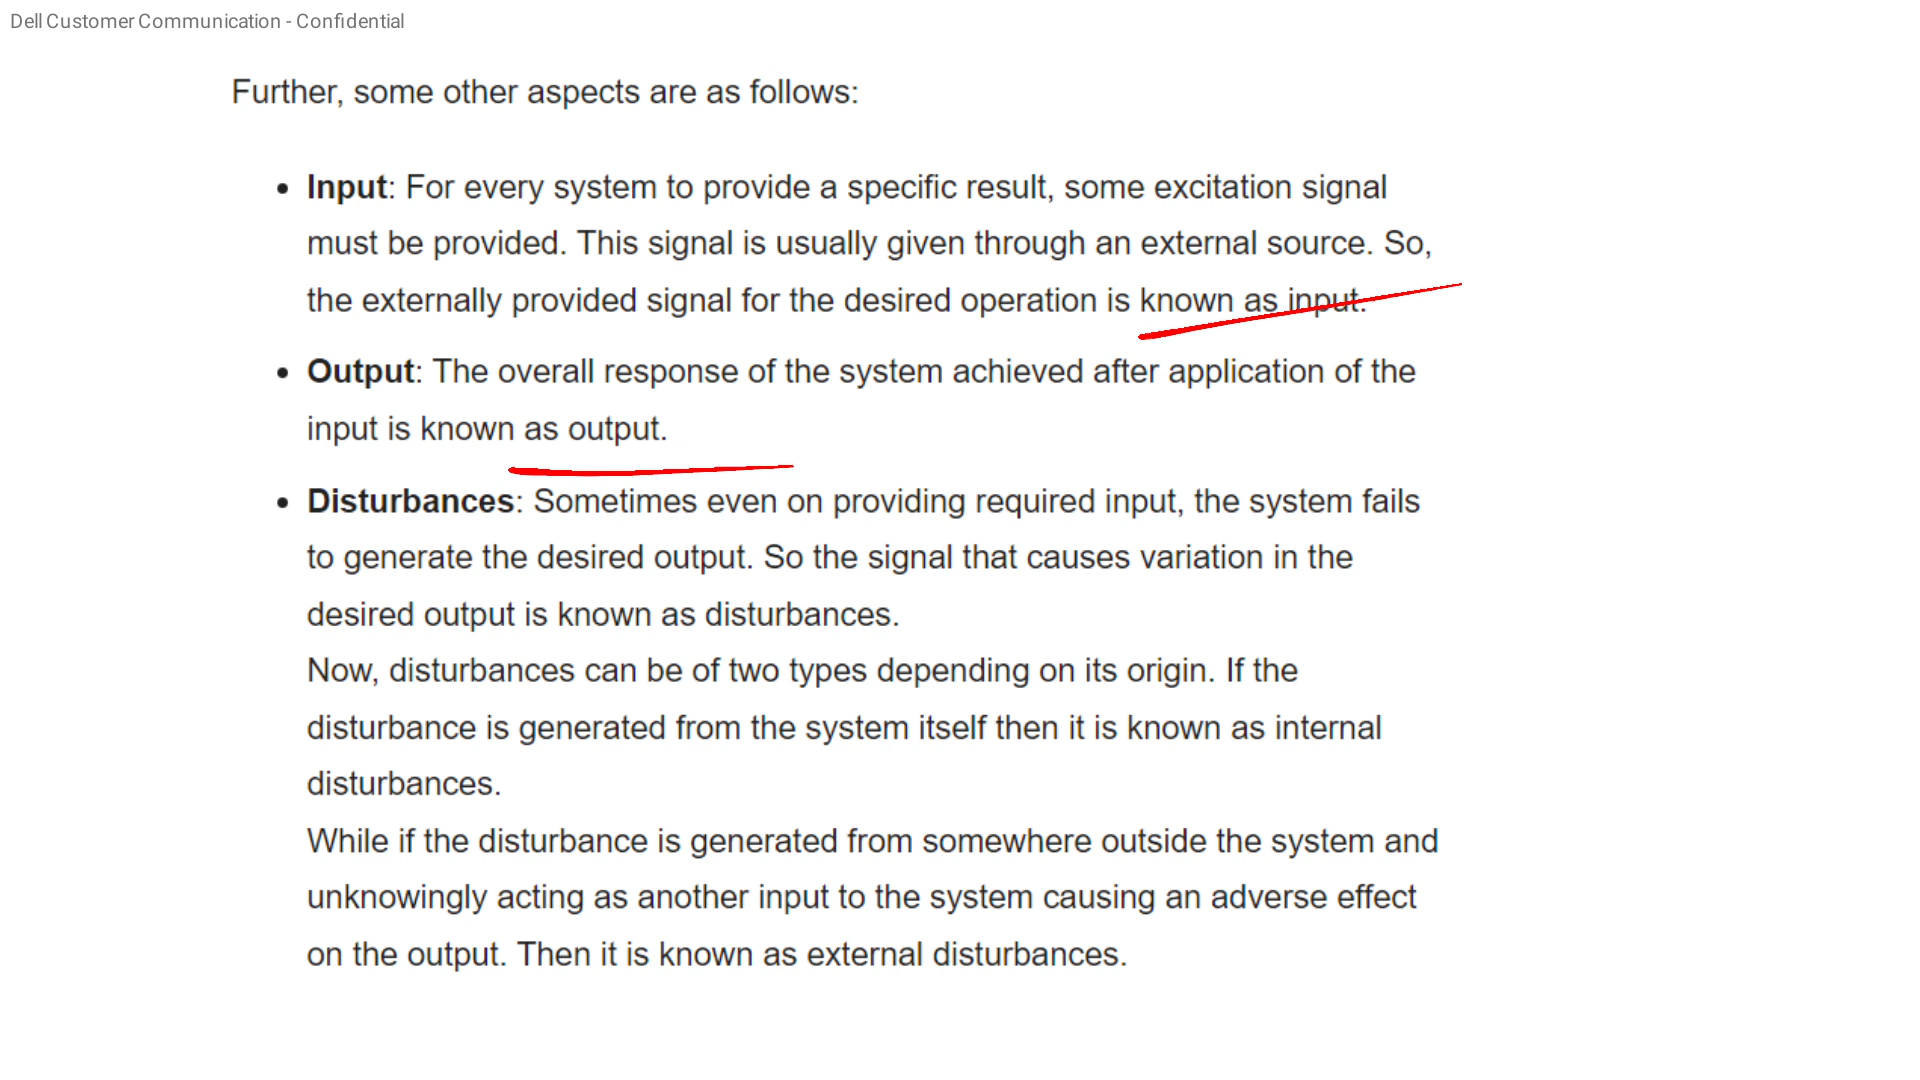 Dell Customer Communication - Confidential
Further, some other aspects are as follows:
• Input: For every system to provide a specific result, some excitation signal
must be provided. This signal is usually given through an external source. So,
the externally provided signal for the desired operation is known as input.
• Output: The overall response of the system achieved after application of the
input is known as output.
• Disturbances: Sometimes even on providing required input, the system fails
to generate the desired output. So the signal that causes variation in the
desired output is known as disturbances.
Now, disturbances can be of two types depending on its origin. If the
disturbance is generated from the system itself then it is known as internal
disturbances.
While if the disturbance is generated from somewhere outside the system and
unknowingly acting as another input to the system causing an adverse effect
on the output. Then it is known as external disturbances.